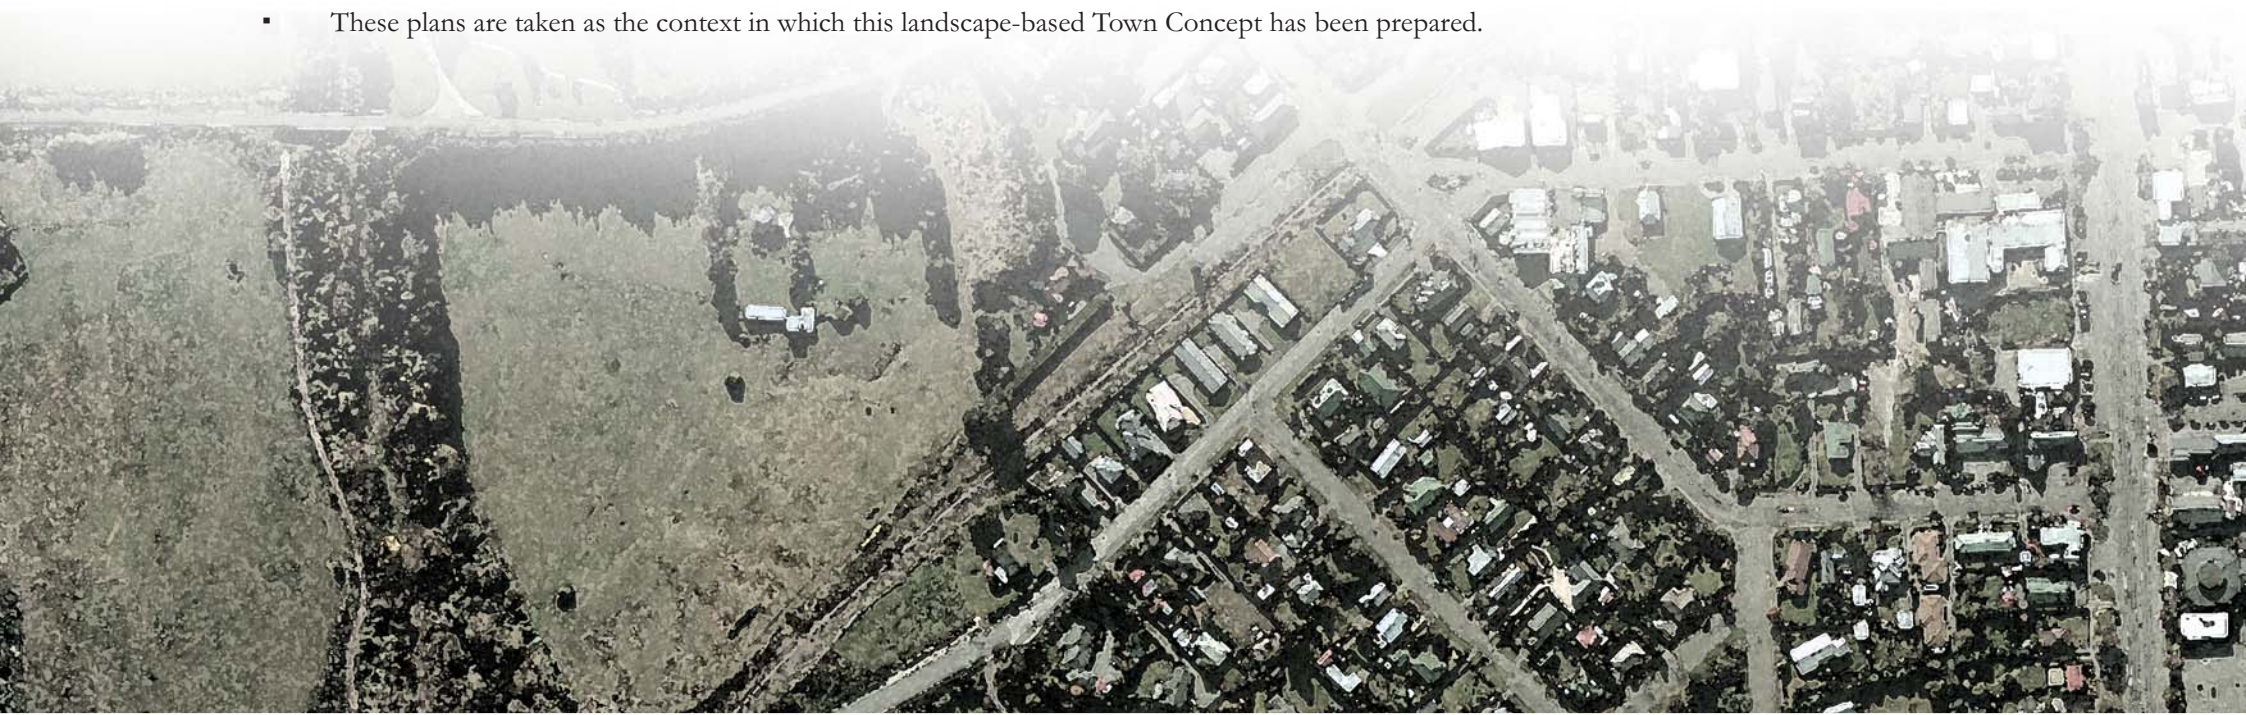 ▪ These plans are taken as the context in which this landscape-based Town Concept has been prepared.